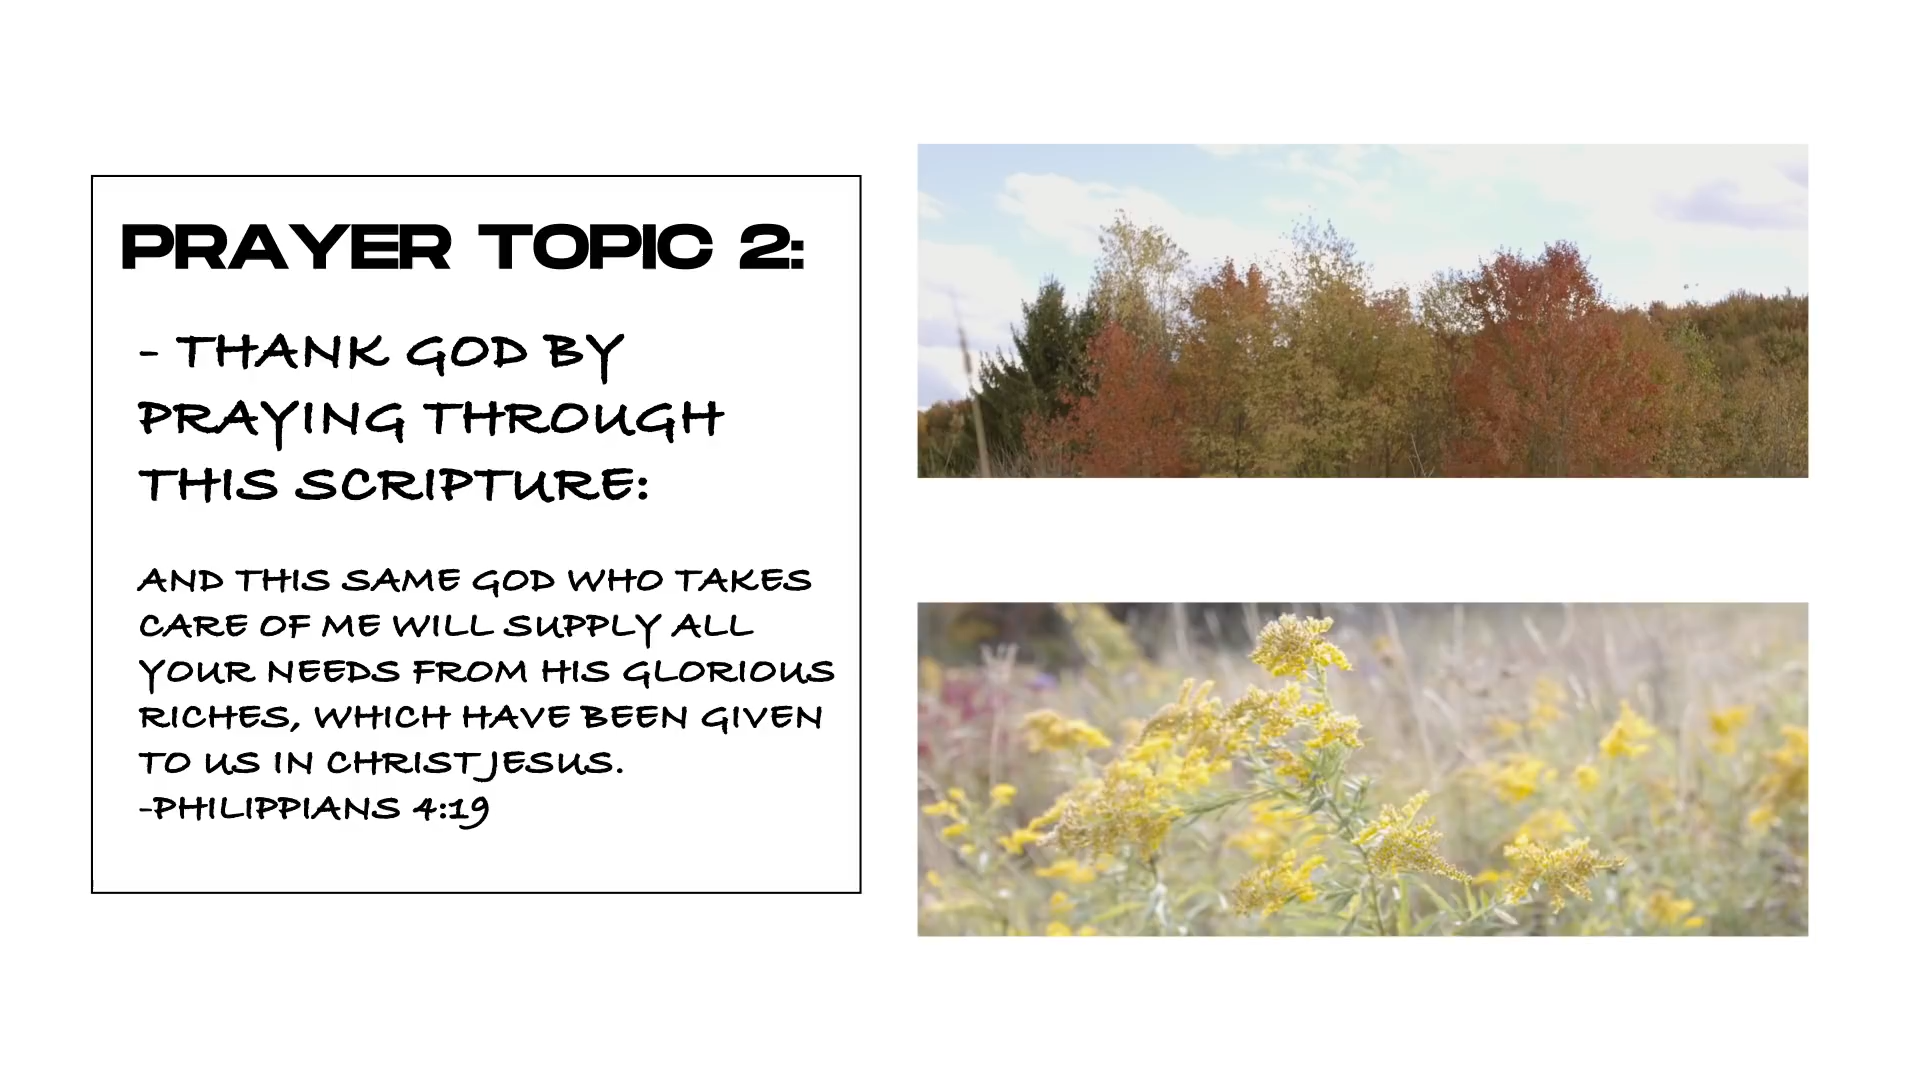 PRAYER TOPIC 2:
- THANK GOD BY
PRAYING THROUGH
THIS SCRIPTURE:
AND THIS SAME GOD WHO TAKES
CARE OF ME WILL SUPPLY ALL
YOUR NEEDS FROM HIS GLORIOUS
RICHES, WHICH HAVE BEEN GIVEN
TO US IN CHRIST JESUS.
-PHILIPPIANS 4:19